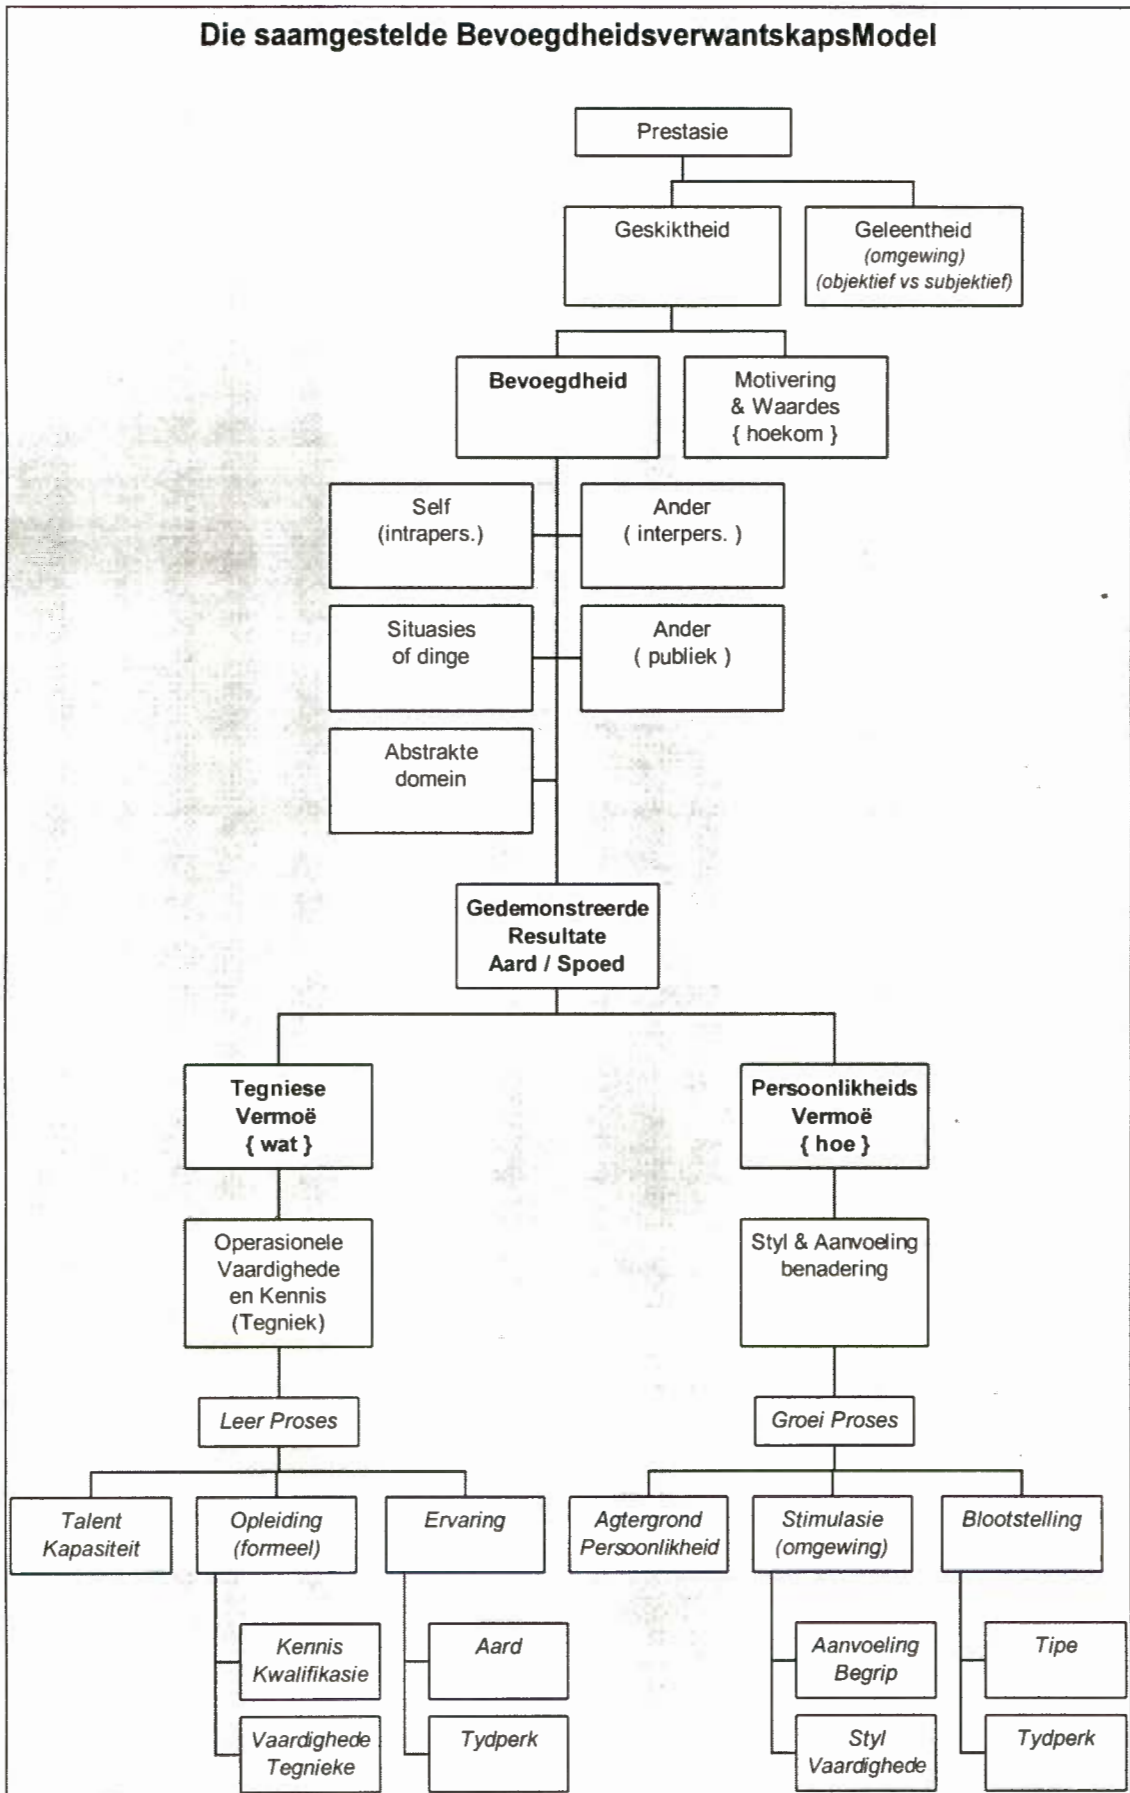 Die saamgestelde BevoegdheidsverwantskapsModel
Prestasie
Geskiktheid
Geleentheid
(omgewing)
(objektief vs subjektief)
Bevoegdheid
Motivering
& Waardes
{ hoekom }
Self
(intrapers.)
Ander
( interpers. )
Situasies
of dinge
Ander
( publiek )
Abstrakte
domein
Gedemonstreerde
Resultate
Aard / Spoed
Tegniese
Vermoë
{ wat }
Persoonlikheids
Vermoë
{ hoe }
Operasionele
Vaardighede
en Kennis
(Tegniek)
Styl & Aanvoeling
benadering
Leer Proses
Groei Proses
Talent
Kapasiteit
Opleiding
(formeel)
Ervaring
Agtergrond
Persoonlikheid
Stimulasie
(omgewing)
Blootstelling
Kennis
Kwalifikasie
Aard
Aanvoeling
Begrip
Tipe
Vaardighede
Tegnieke
Tydperk
Styl
Vaardighede
Tydperk